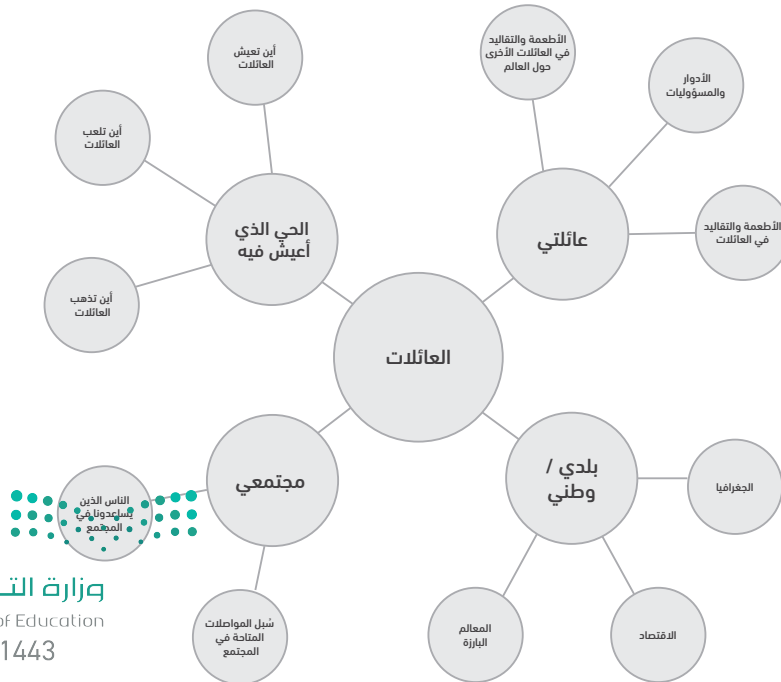 الأطعمة والتقاليد
في العائلات الأخرى
حول العالم
أين تعيش
العائلات
الأدوار
والمسؤوليات
أين تلعب
العائلات
الأطعمة والتقاليد
في العائلات
عائلتي
الحي الذي
أعيش فيه
أين تذهب
العائلات
العائلات
بلدي /
وطني
مجتمعي
الجغرافيا
الناس الذين
يساعدونا في
المجتمع
وزارة
of Education
1443
سُبل المواصلات
المتاحة في
المجتمع
المعالم
البارزة
الاقتصاد